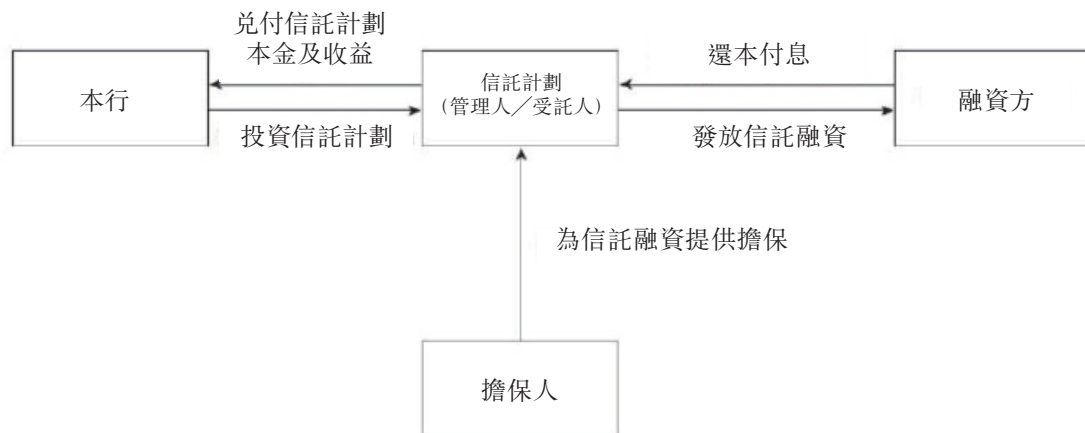 兑付信託計劃
本金及收益
還本付息
本行
信託計劃
(管理人／受託人)
融資方
投資信託計劃
發放信託融資
為信託融資提供擔保
擔保人